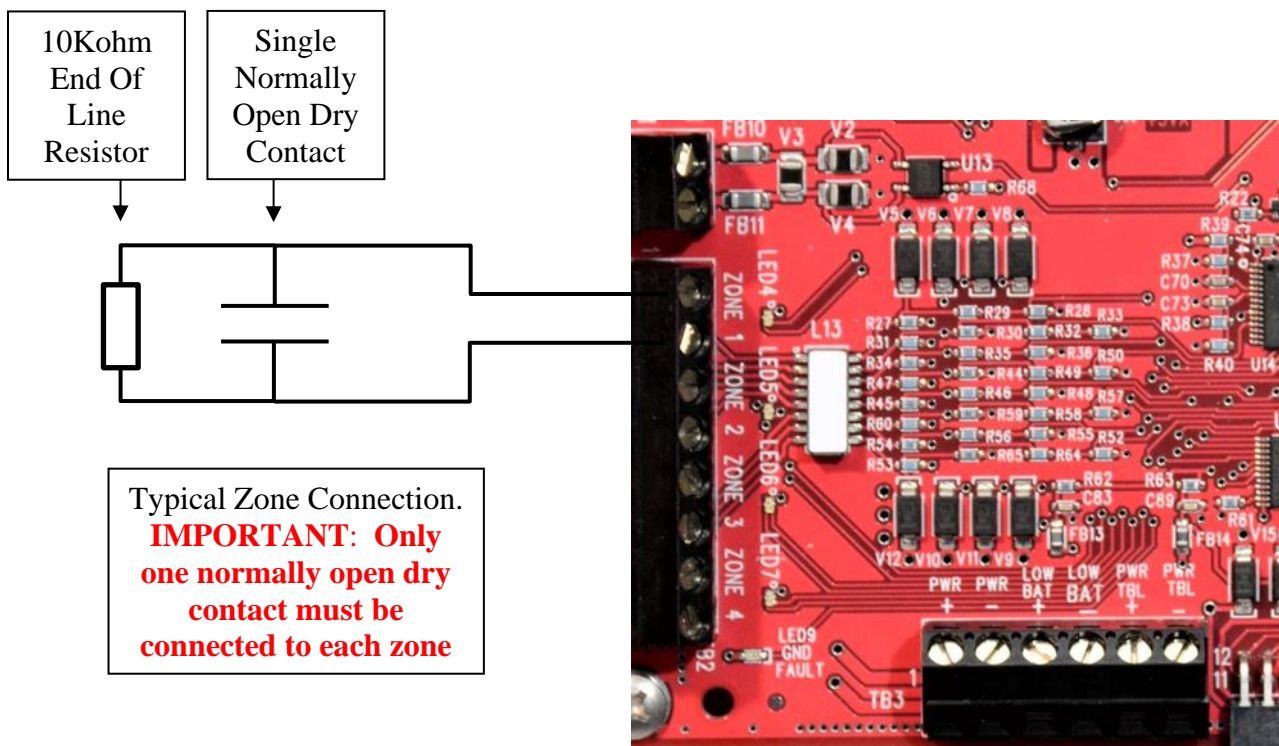 10Kohm
End Of
Line
Resistor
Single
Normally
Open Dry
Contact
Typical Zone Connection.
IMPORTANT: Only
one normally open dry
contact must be
connected to each zone
FB10
V3
V2
U13
R68
FB11
V4
V5
V6
V7
V8
R22
R39
C74
R37
C70
C73
R38
R40
U14
LED4
ZONE 1
L13
LED5
ZONE 2
LED6
ZONE 3
LED7
ZONE 4
R27
R29
R28
R33
R31
R30
R32
R34
R35
R36
R50
R47
R44
R49
R45
R46
R48
R57
R60
R59
R58
R54
R56
R55
R52
R53
R65
R64
R62
R63
C83
C89
R61
FB13
FB14
V15
V12
V10
V11
V9
PWR +
PWR -
LOW BAT +
LOW BAT -
PWR TBL +
PWR TBL -
LED9
GND
FAULT
1
TB3
12
11